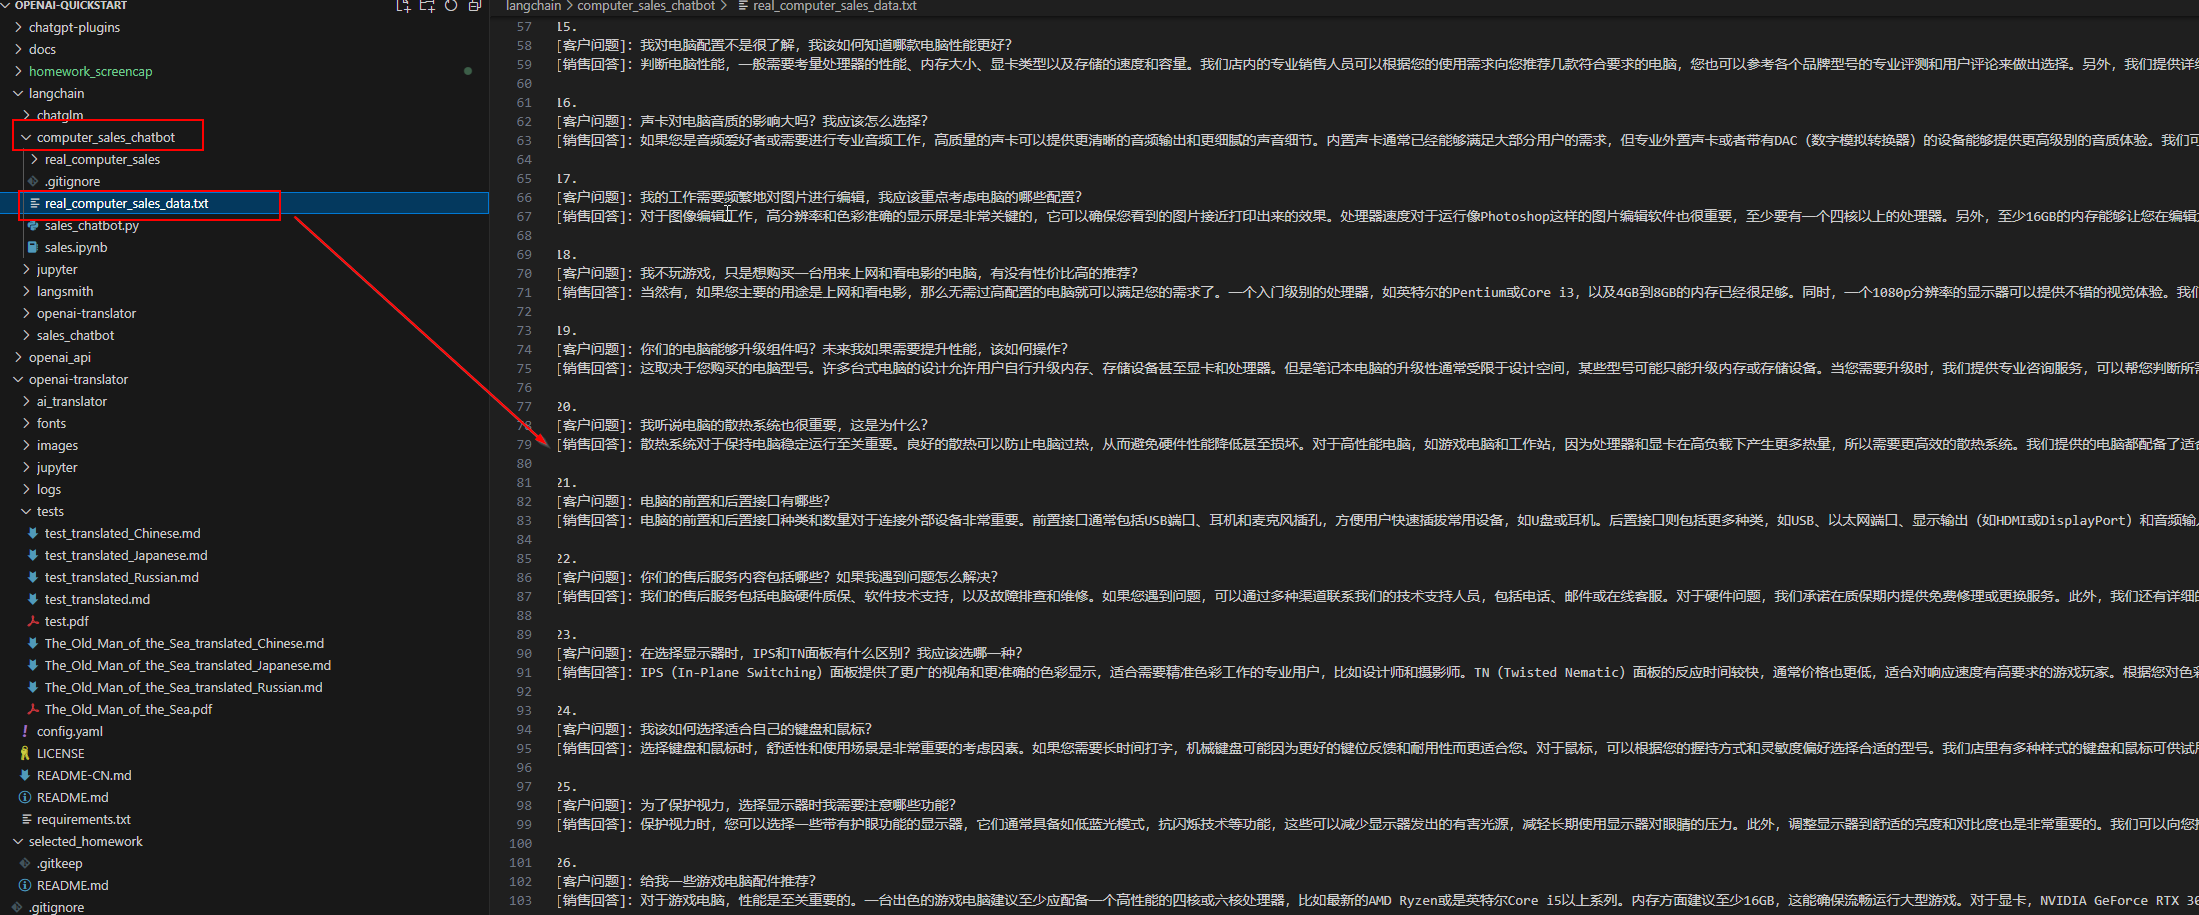 OPENAI-QUICKSTART
chatgpt-plugins
docs
homework_screencap
langchain
chatglm
computer_sales_chatbot
real_computer_sales
.gitignore
real_computer_sales_data.txt
sales_chatbot.py
sales.ipynb
jupyter
langsmith
openai-translator
sales_chatbot
openai_api
openai-translator
ai_translator
fonts
images
jupyter
logs
tests
test_translated_Chinese.md
test_translated_Japanese.md
test_translated_Russian.md
test_translated.md
test.pdf
The_Old_Man_of_the_Sea_translated_Chinese.md
The_Old_Man_of_the_Sea_translated_Japanese.md
The_Old_Man_of_the_Sea_translated_Russian.md
The_Old_Man_of_the_Sea.pdf
config.yaml
LICENSE
README-CN.md
README.md
requirements.txt
selected_homework
.gitkeep
README.md
.gitignore
langchain > computer_sales_chatbot > real_computer_sales_data.txt
57 15.
58 [客户问题]: 我对电脑配置不是很了解，我该如何知道哪款电脑性能更好？
59 [销售回答]: 判断电脑性能，一般需要考量处理器的性能、内存大小、显卡类型以及存储的速度和容量。我们店内的专业销售人员可以根据您的使用需求向您推荐几款符合要求的电脑，您也可以参考各个品牌型号的专业评测和用户评论来做出选择。另外，我们提供详细
60
61 16.
62 [客户问题]: 声卡对电脑音质的影响大吗？我应该怎么选择？
63 [销售回答]: 如果您是音频爱好者或需要进行专业音频工作，高质量的声卡可以提供更清晰的音频输出和更细腻的声音细节。内置声卡通常已经能够满足大部分用户的需求，但专业外置声卡或者带有DAC（数字模拟转换器）的设备能够提供更高级别的音质体验。我们可
64
65 17.
66 [客户问题]: 我的工作需要频繁地对图片进行编辑，我应该重点考虑电脑的哪些配置？
67 [销售回答]: 对于图像编辑工作，高分辨率和色彩准确的显示屏是非常关键的，它可以确保您看到的图片接近打印出来的效果。处理器速度对于运行像Photoshop这样的图片编辑软件也很重要，至少要有一个四核以上的处理器。另外，至少16GB的内存能够让您在编辑大
68
69 18.
70 [客户问题]: 我不玩游戏，只是想购买一台用来上网和看电影的电脑，有没有性价比高的推荐？
71 [销售回答]: 当然有，如果您主要的用途是上网和看电影，那么无需过高配置的电脑就可以满足您的需求了。一个入门级别的处理器，如英特尔的Pentium或Core i3，以及4GB到8GB的内存已经很足够。同时，一个1080p分辨率的显示器可以提供不错的视觉体验。我们
72
73 19.
74 [客户问题]: 你们的电脑能够升级组件吗？未来我如果需要提升性能，该如何操作？
75 [销售回答]: 这取决于您购买的电脑型号。许多台式电脑的设计允许用户自行升级内存、存储设备甚至显卡和处理器。但是笔记本电脑的升级性通常受限于设计空间，某些型号可能只能升级内存或存储设备。当您需要升级时，我们提供专业咨询服务，可以帮您判断所需
76
77 20.
78 [客户问题]: 我听说电脑的散热系统也很重要，这是为什么？
79 [销售回答]: 散热系统对于保持电脑稳定运行至关重要。良好的散热可以防止电脑过热，从而避免硬件性能降低甚至损坏。对于高性能电脑，如游戏电脑和工作站，因为处理器和显卡在高负载下产生更多热量，所以需要更高效的散热系统。我们提供的电脑都配备了适合
80
81 21.
82 [客户问题]: 电脑的前置和后置接口有哪些？
83 [销售回答]: 电脑的前置和后置接口种类和数量对于连接外部设备非常重要。前置接口通常包括USB端口、耳机和麦克风插孔，方便用户快速插拔常用设备，如U盘或耳机。后置接口则包括更多种类，如USB、以太网端口、显示输出（如HDMI或DisplayPort）和音频输入
84
85 22.
86 [客户问题]: 你们的售后服务内容包括哪些？如果我遇到问题怎么解决？
87 [销售回答]: 我们的售后服务包括电脑硬件质保、软件技术支持，以及故障排查和维修。如果您遇到问题，可以通过多种渠道联系我们的技术支持人员，包括电话、邮件或在线客服。对于硬件问题，我们承诺在质保期内提供免费修理或更换服务。此外，我们还有详细的
88
89 23.
90 [客户问题]: 在选择显示器时，IPS和TN面板有什么区别？我应该选哪一种？
91 [销售回答]: IPS（In-Plane Switching）面板提供了更广的视角和更准确的色彩显示，适合需要精准色彩工作的专业用户，比如设计师和摄影师。TN（Twisted Nematic）面板的反应时间较快，通常价格也更低，适合对响应速度有高要求的游戏玩家。根据您对色彩
92
93 24.
94 [客户问题]: 我该如何选择适合自己的键盘和鼠标？
95 [销售回答]: 选择键盘和鼠标时，舒适性和使用场景是非常重要的考虑因素。如果您需要长时间打字，机械键盘可能因为更好的键位反馈和耐用性而更适合您。对于鼠标，可以根据您的握持方式和灵敏度偏好选择合适的型号。我们店里有多种样式的键盘和鼠标可供试用
96
97 25.
98 [客户问题]: 为了保护视力，选择显示器时我需要注意哪些功能？
99 [销售回答]: 保护视力时，您可以选择一些带有护眼功能的显示器，它们通常具备如低蓝光模式，抗闪烁技术等功能，这些可以减少显示器发出的有害光源，减轻长期使用显示器对眼睛的压力。此外，调整显示器到舒适的亮度和对比度也是非常重要的。我们可以向您推
100
101 26.
102 [客户问题]: 给我一些游戏电脑配件推荐？
103 [销售回答]: 对于游戏电脑，性能是至关重要的。一台出色的游戏电脑建议至少应配备一个高性能的四核或六核处理器，比如最新的AMD Ryzen或是英特尔Core i5以上系列。内存方面建议至少16GB，这能确保流畅运行大型游戏。对于显卡，NVIDIA GeForce RTX 30